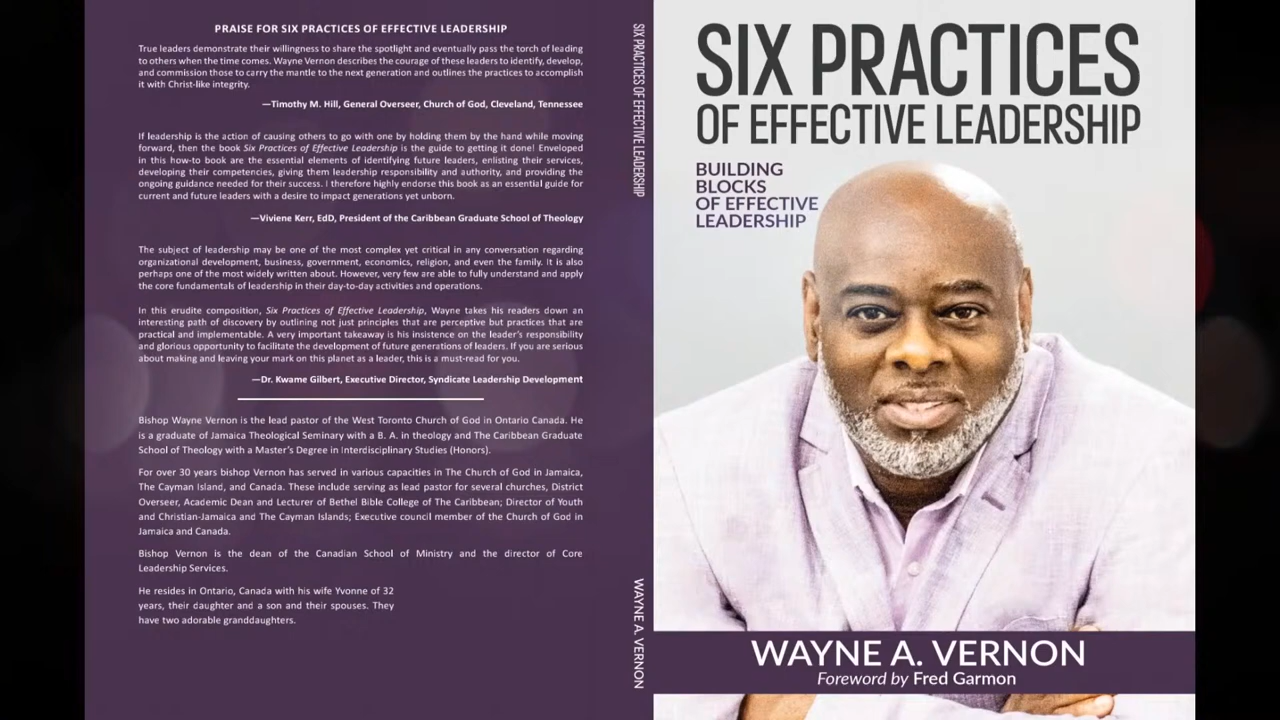 PRAISE FOR SIX PRACTICES OF EFFECTIVE LEADERSHIP
True leaders demonstrate their willingness to share the spotlight and eventually pass the torch of leading
to others when the time comes. Wayne Vernon describes the courage of these leaders to identify, develop,
and commission those to carry the mantle to the next generation and outlines the practices to accomplish
it with Christ-like integrity.
—Timothy M. Hill, General Overseer, Church of God, Cleveland, Tennessee
If leadership is the action of causing others to go with one by holding them by the hand while moving
forward, then the book Six Practices of Effective Leadership is the guide to getting it done! Enveloped
in this how-to book are the essential elements of identifying future leaders, enlisting their services,
developing their competencies, giving them leadership responsibility and authority, and providing the
ongoing guidance needed for their success. I therefore highly endorse this book as an essential guide for
current and future leaders with a desire to impact generations yet unborn.
—Viviene Kerr, EdD, President of the Caribbean Graduate School of Theology
The subject of leadership may be one of the most complex yet critical in any conversation regarding
organizational development, business, government, economics, religion, and even the family. It is also
perhaps one of the most widely written about. However, very few are able to fully understand and apply
the core fundamentals of leadership in their day-to-day activities and operations.
In this erudite composition, Six Practices of Effective Leadership, Wayne takes his readers down an
interesting path of discovery by outlining not just principles that are perceptive but practices that are
practical and implementable. A very important takeaway is his insistence on the leader's responsibility
and glorious opportunity to facilitate the development of future generations of leaders. If you are serious
about making and leaving your mark on this planet as a leader, this is a must-read for you.
—Dr. Kwame Gilbert, Executive Director, Syndicate Leadership Development
Bishop Wayne Vernon is the lead pastor of the West Toronto Church of God in Ontario Canada. He
is a graduate of Jamaica Theological Seminary with a B. A. in theology and The Caribbean Graduate
School of Theology with a Master's Degree in Interdisciplinary Studies (Honors).
For over 30 years bishop Vernon has served in various capacities in The Church of God in Jamaica,
The Cayman Island, and Canada. These include serving as lead pastor for several churches, District
Overseer, Academic Dean and Lecturer of Bethel Bible College of The Caribbean; Director of Youth
and Christian-Jamaica and The Cayman Islands; Executive council member of the Church of God in
Jamaica and Canada.
Bishop Vernon is the dean of the Canadian School of Ministry and the director of Core
Leadership Services.
He resides in Ontario, Canada with his wife Yvonne of 32
years, their daughter and a son and their spouses. They
have two adorable granddaughters.
SIX PRACTICES OF EFFECTIVE LEADERSHIP
WAYNE A. VERNON
SIX PRACTICES
OF EFFECTIVE LEADERSHIP
BUILDING
BLOCKS
OF EFFECTIVE
LEADERSHIP
WAYNE A. VERNON
Foreword by Fred Garmon